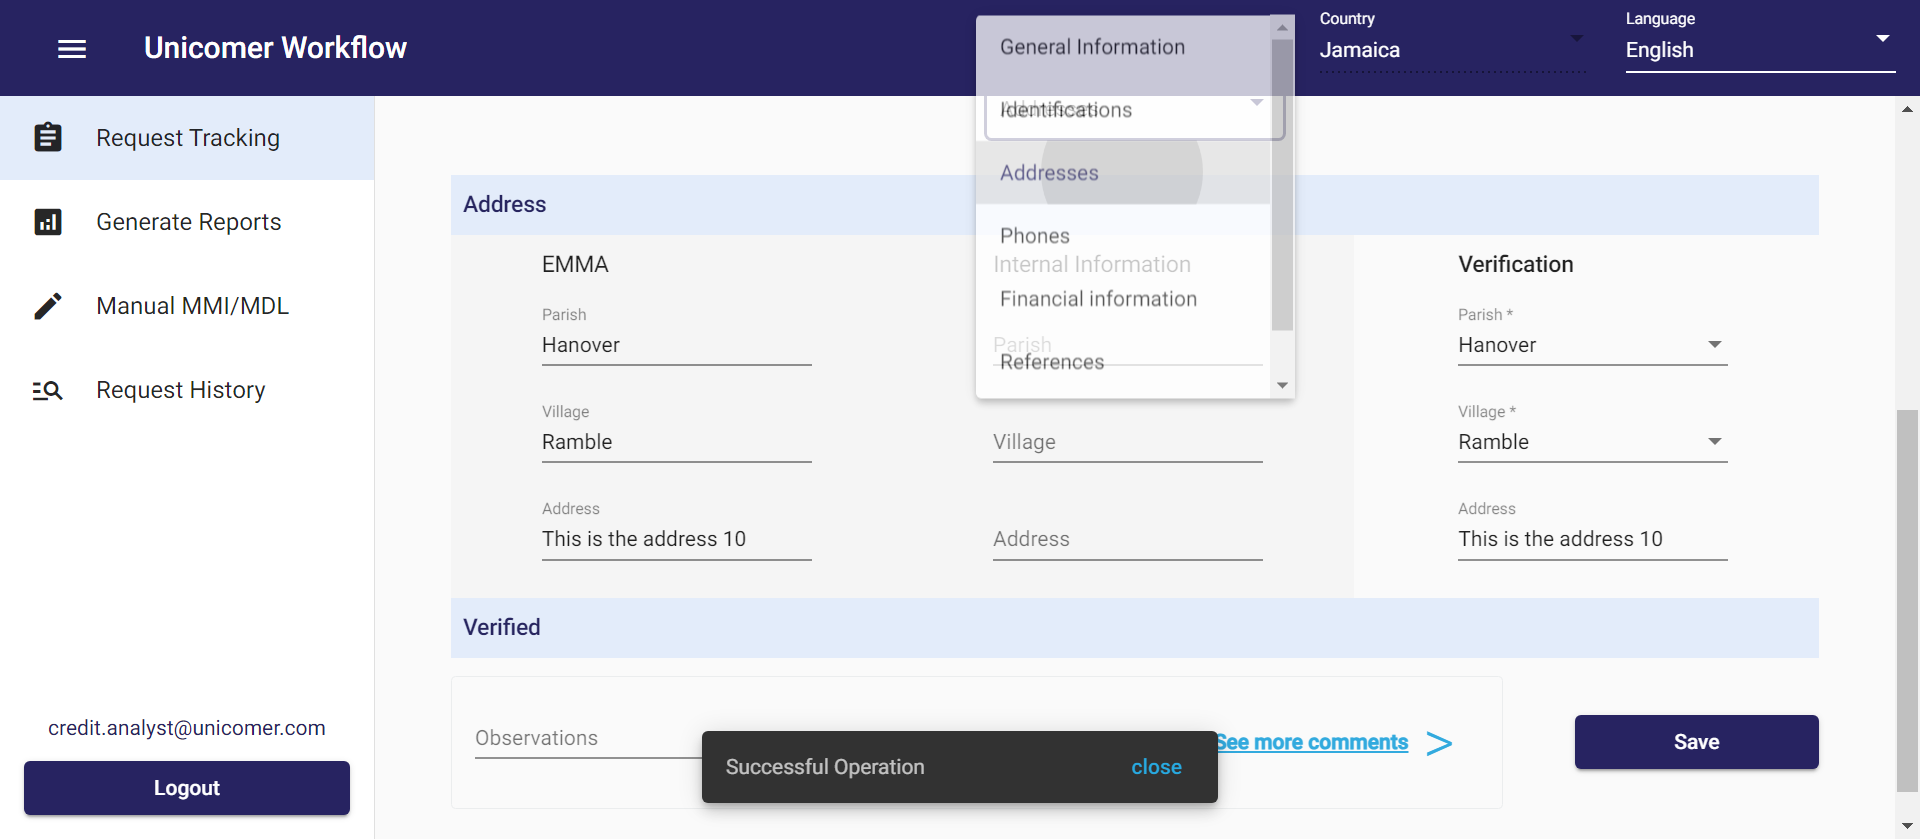 Unicomer Workflow
Country
Jamaica
Language
English
Request Tracking
Generate Reports
Manual MMI/MDL
Request History
credit.analyst@unicomer.com
Logout
General Information
Identifications
Addresses
Addresses
Phones
Financial information
References
Address
EMMA
Parish
Hanover
Village
Ramble
Address
This is the address 10
Internal Information
Parish
Village
Address
Verification
Parish *
Hanover
Village *
Ramble
Address
This is the address 10
Verified
Observations
See more comments >
Save
Successful Operation
close